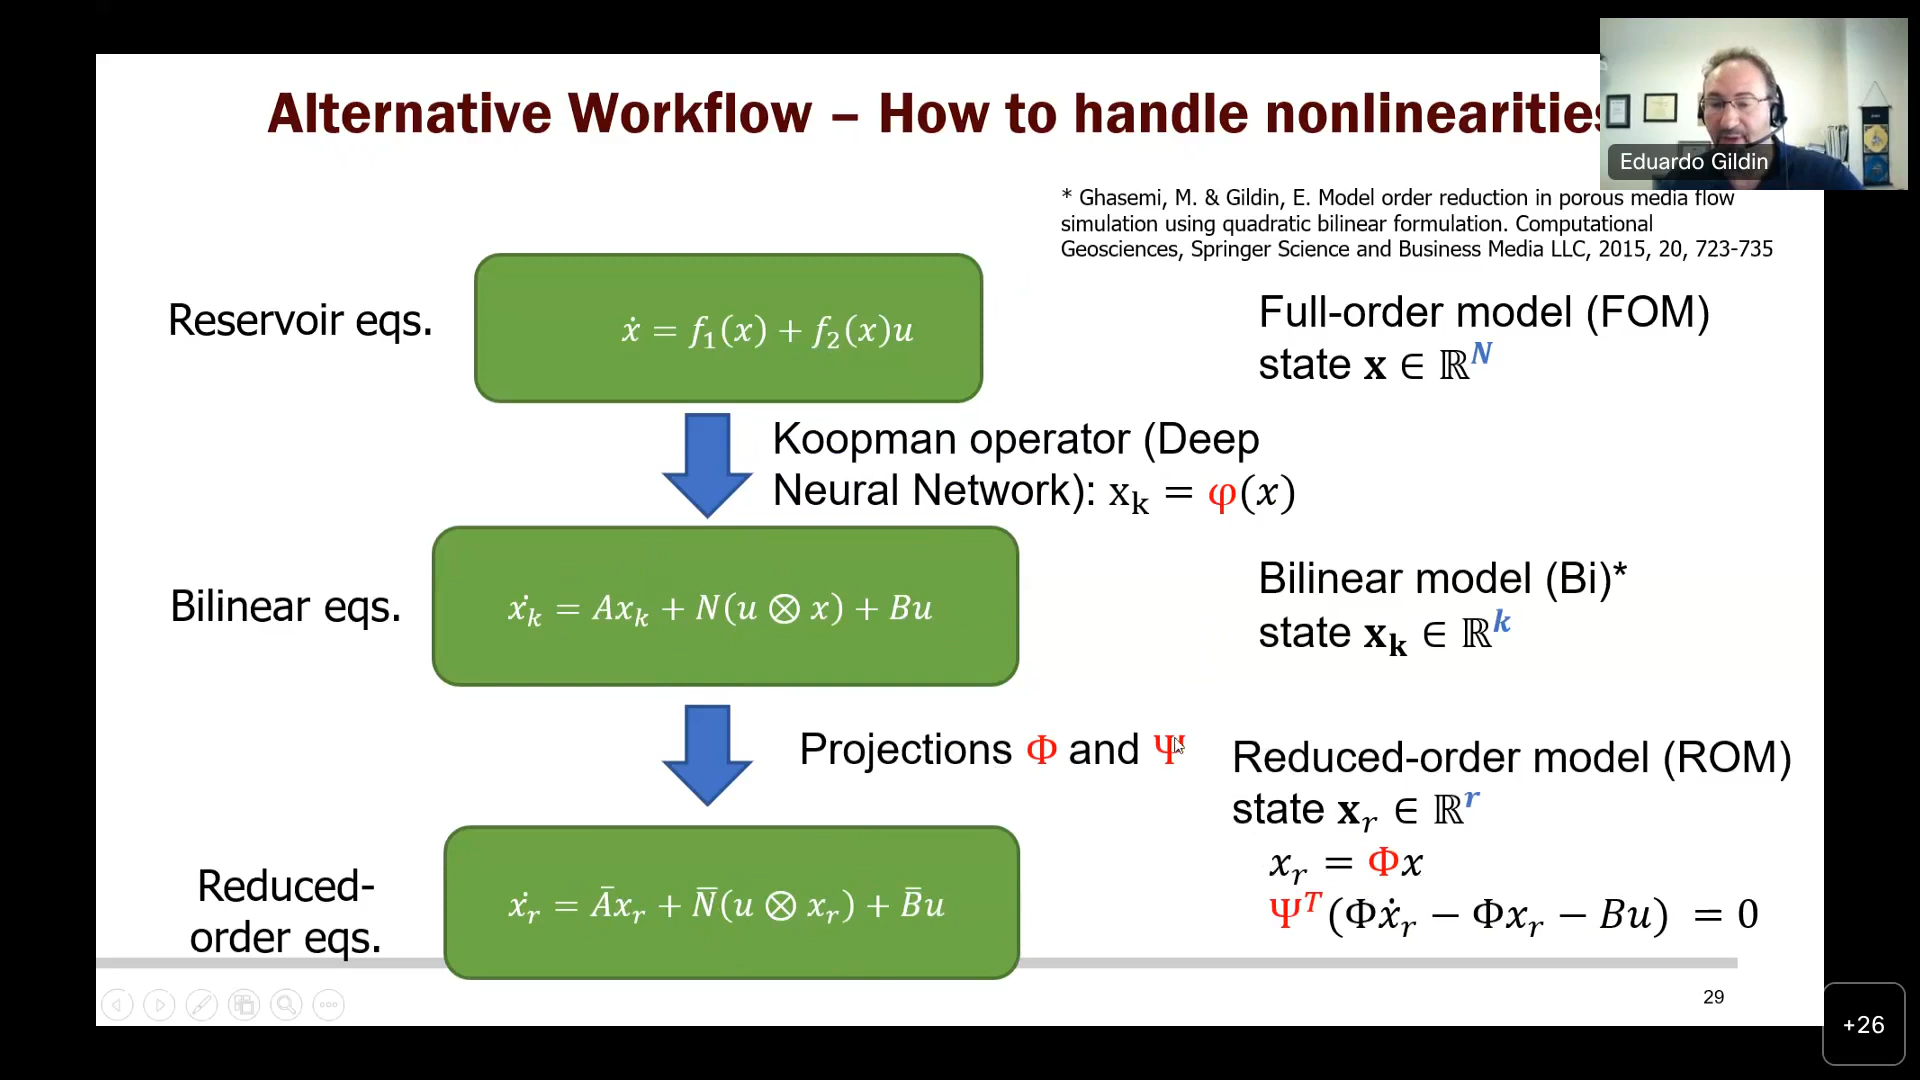 Alternative Workflow – How to handle nonlinearities
Eduardo Gildin
* Ghasemi, M. & Gildin, E. Model order reduction in porous media flow
simulation using quadratic bilinear formulation. Computational
Geosciences, Springer Science and Business Media LLC, 2015, 20, 723-735
Reservoir eqs.
ẋ = f₁(x) + f₂(x)u
Full-order model (FOM)
state 𝐱 ∈ ℝᴺ
Koopman operator (Deep
Neural Network): xₖ = φ(x)
Bilinear eqs.
ẋₖ = Axₖ + N(u ⊗ x) + Bu
Bilinear model (Bi)*
state 𝐱ₖ ∈ ℝᵏ
Projections Φ and Ψ
Reduced-order model (ROM)
state 𝐱ᵣ ∈ ℝʳ
xᵣ = Φx
Ψᵀ(Φẋᵣ − Φxᵣ − Bu) = 0
Reduced-
order eqs.
ẋᵣ = Āxᵣ + N̄(u ⊗ xᵣ) + B̄u
29
+26